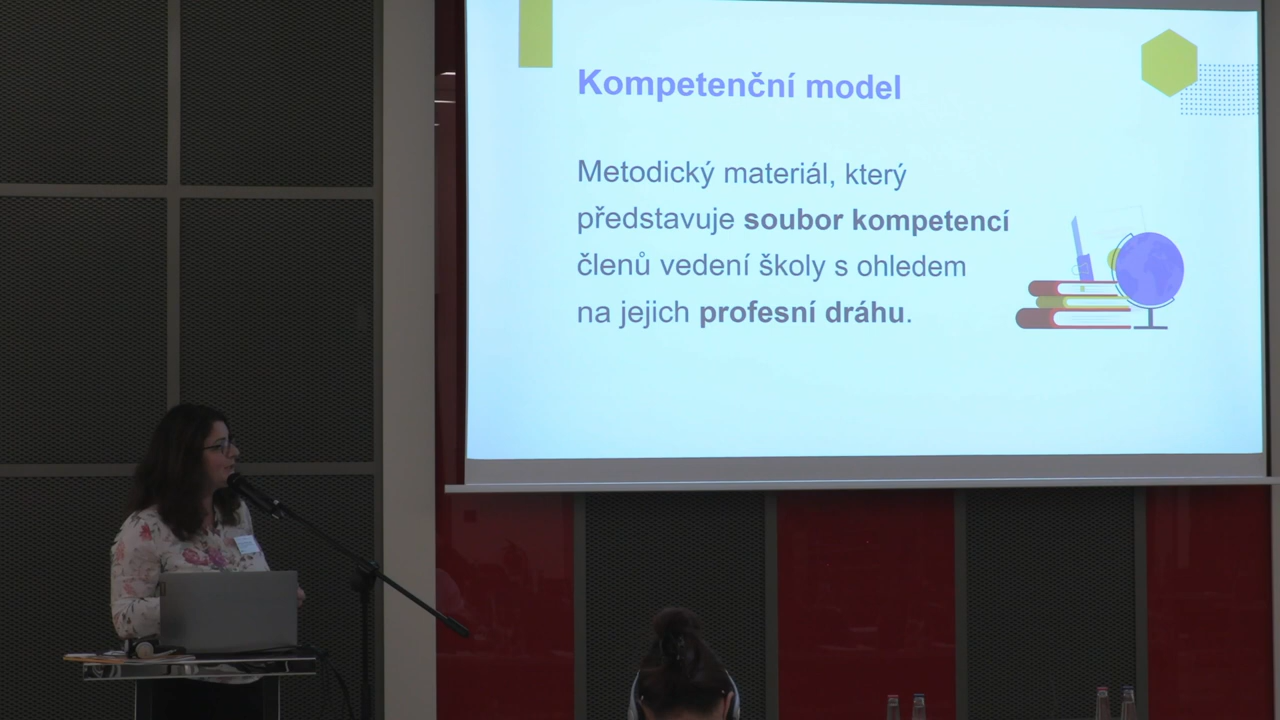 Kompetenční model
Metodický materiál, který
představuje soubor kompetencí
členů vedení školy s ohledem
na jejich profesní dráhu.